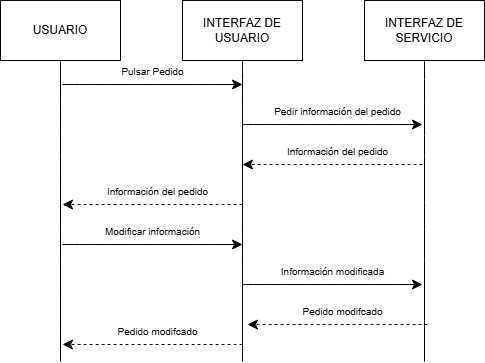 USUARIO
INTERFAZ DE
USUARIO
INTERFAZ DE
SERVICIO
Pulsar Pedido
Pedir información del pedido
Información del pedido
Información del pedido
Modificar información
Información modificada
Pedido modifcado
Pedido modifcado